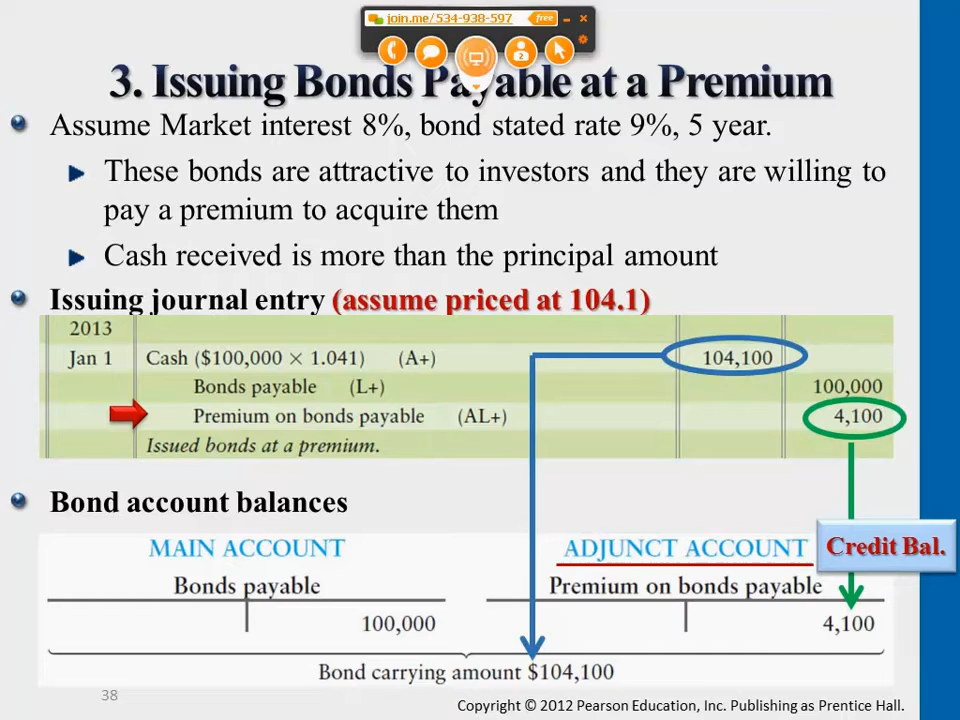 join.me/534-938-597 free
2
3. Issuing Bonds Payable at a Premium
Assume Market interest 8%, bond stated rate 9%, 5 year.
These bonds are attractive to investors and they are willing to
pay a premium to acquire them
Cash received is more than the principal amount
Issuing journal entry (assume priced at 104.1)
2013
Jan 1 Cash ($100,000 × 1.041) (A+) 104,100
Bonds payable (L+) 100,000
Premium on bonds payable (AL+) 4,100
Issued bonds at a premium.
Bond account balances
MAIN ACCOUNT ADJUNCT ACCOUNT Credit Bal.
Bonds payable Premium on bonds payable
100,000 4,100
Bond carrying amount $104,100
38
Copyright © 2012 Pearson Education, Inc. Publishing as Prentice Hall.